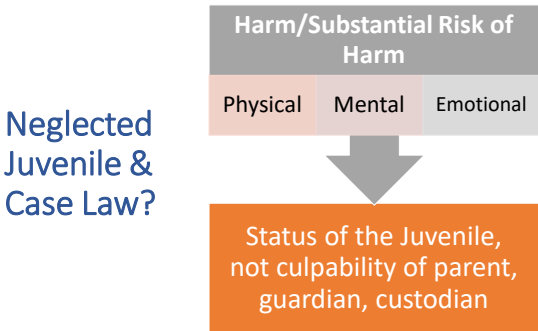 Neglected
Juvenile &
Case Law?
Harm/Substantial Risk of
Harm
Physical Mental Emotional
Status of the Juvenile,
not culpability of parent,
guardian, custodian